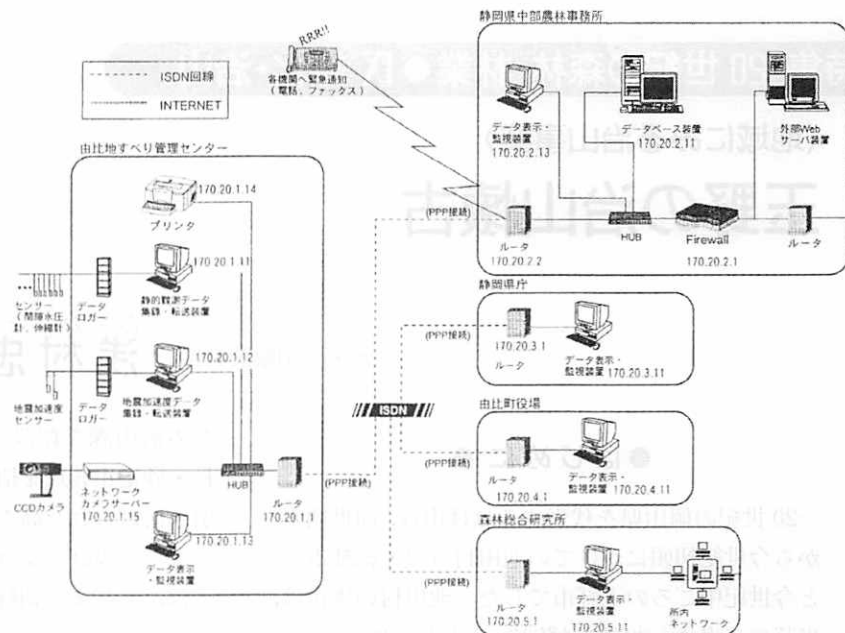 ISDN回線
INTERNET
RRR!!
各機関へ緊急通知
(電話、ファックス)
静岡県中部農林事務所
データ表示・
監視装置
170.20.2.13
データベース装置
170.20.2.11
外部Web
サーバ装置
(PPP接続)
ルータ
170.20.2.2
HUB
Firewall
170.20.2.1
ルータ
由比地すべり管理センター
170.20.1.14
プリンタ
170.20.1.11
センサー
(間隙水圧
計、伸縮計)
データ
ロガー
静的観測データ
集録・転送装置
170.20.1.12
地震加速度
センサー
データ
ロガー
地震加速度データ
集録・転送装置
CCDカメラ
ネットワーク
カメラサーバー
170.20.1.15
HUB
ルータ
170.20.1.1
(PPP接続)
170.20.1.13
データ表示
・監視装置
ISDN
静岡県庁
(PPP接続)
170.20.3.1
ルータ
データ表示・
監視装置 170.20.3.11
由比町役場
(PPP接続)
ルータ
170.20.4.1
データ表示・
監視装置 170.20.4.11
森林総合研究所
(PPP接続)
ルータ
170.20.5.1
データ表示・
監視装置
170.20.5.11
所内
ネットワーク